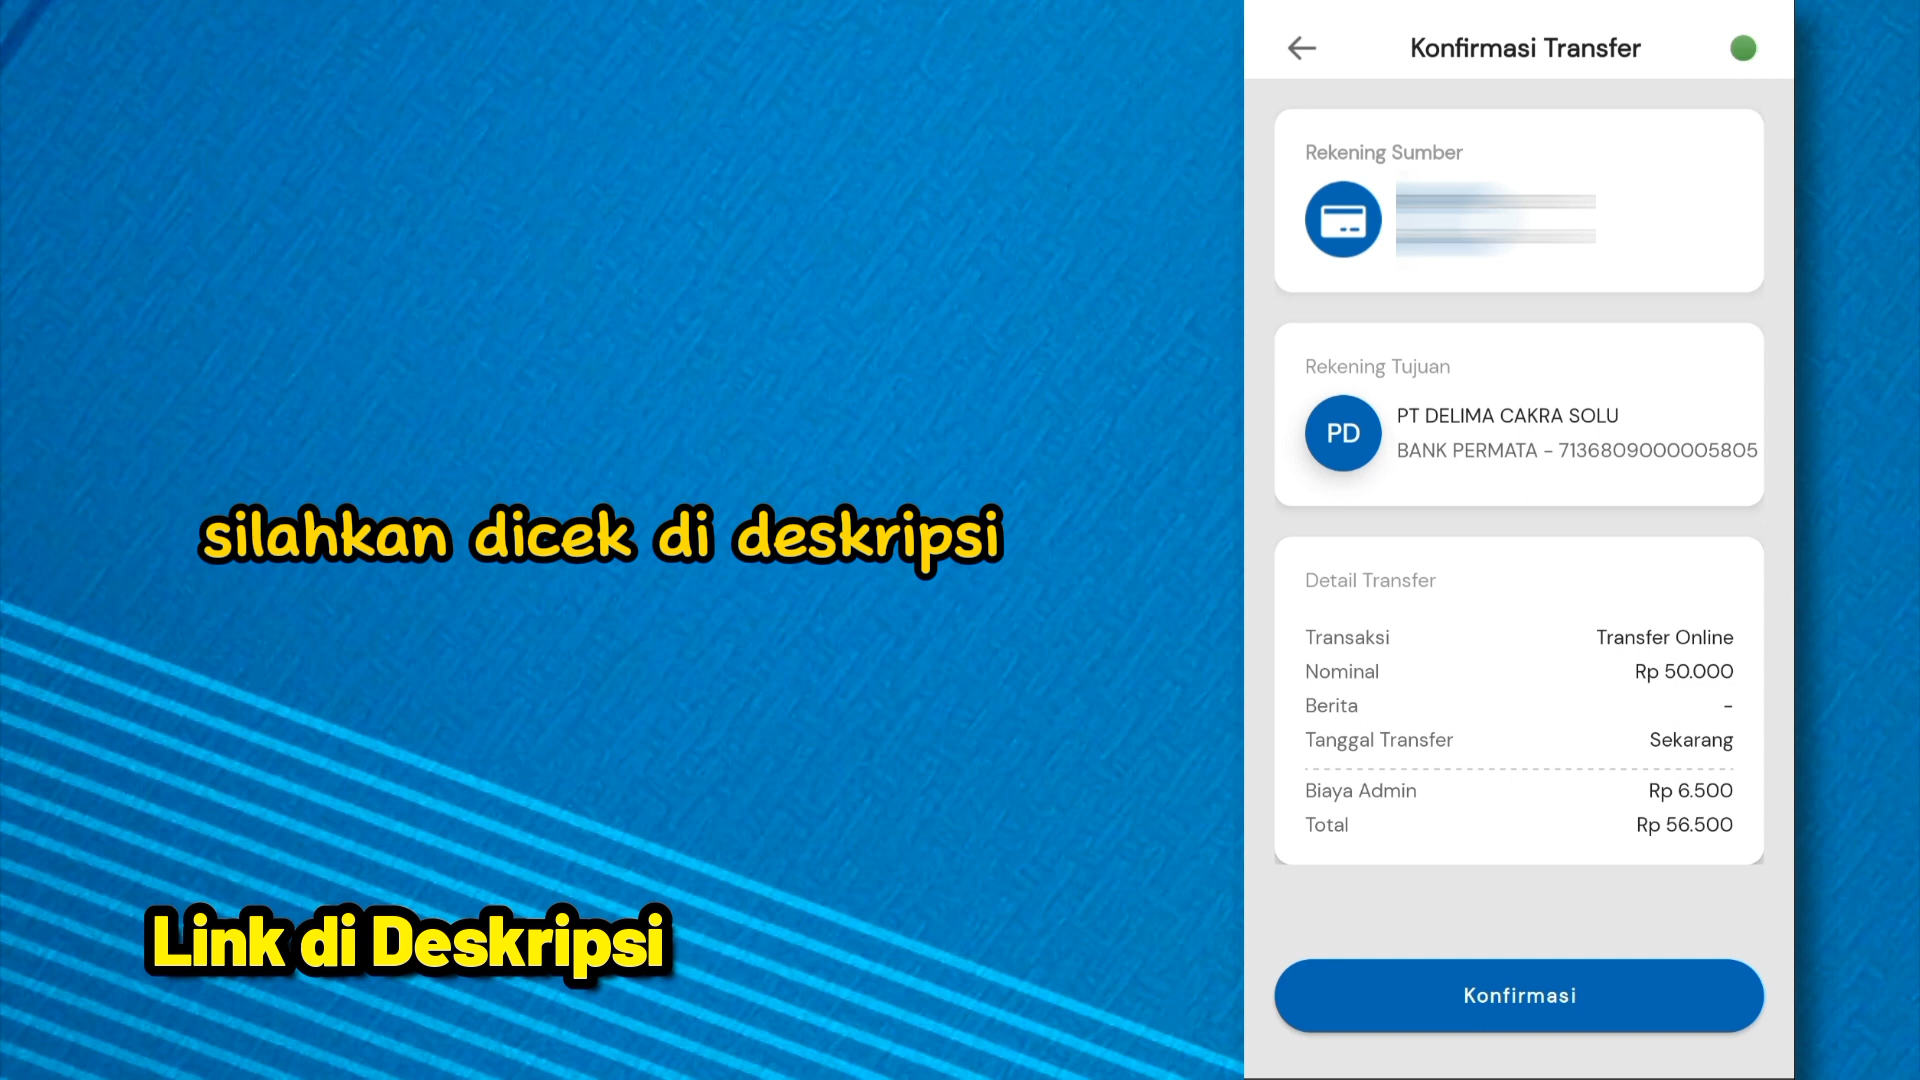 silahkan dicek di deskripsi
Link di Deskripsi
Konfirmasi Transfer
Rekening Sumber
Rekening Tujuan
PD
PT DELIMA CAKRA SOLU
BANK PERMATA - 7136809000005805
Detail Transfer
Transaksi Transfer Online
Nominal Rp 50.000
Berita -
Tanggal Transfer Sekarang
Biaya Admin Rp 6.500
Total Rp 56.500
Konfirmasi